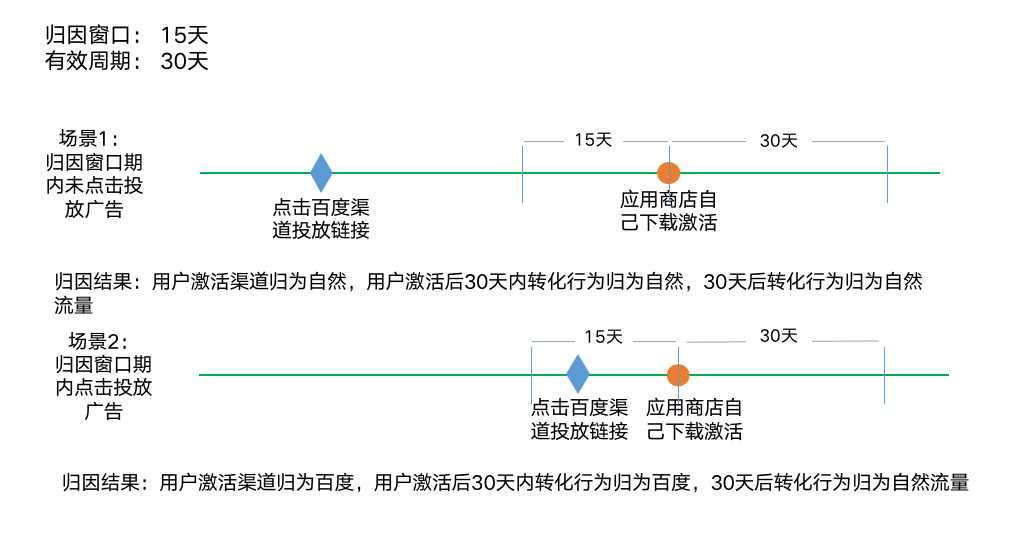 归因窗口： 15天
有效周期： 30天
场景1：
归因窗口期
内未点击投
放广告
15天
30天
点击百度渠
道投放链接
应用商店自
己下载激活
归因结果：用户激活渠道归为自然，用户激活后30天内转化行为归为自然，30天后转化行为归为自然
流量
场景2：
归因窗口期
内点击投放
广告
15天
30天
点击百度渠
道投放链接
应用商店自
己下载激活
归因结果：用户激活渠道归为百度，用户激活后30天内转化行为归为百度，30天后转化行为归为自然流量